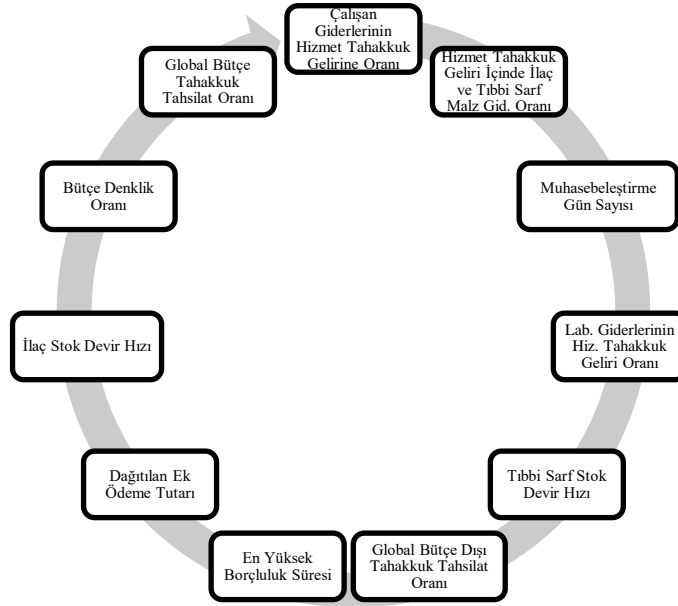 Çalışan
Giderlerinin
Hizmet Tahakkuk
Gelirine Oranı
Hizmet Tahakkuk
Geliri İçinde İlaç
ve Tıbbi Sarf
Malz Gid. Oranı
Muhasebeleştirme
Gün Sayısı
Lab. Giderlerinin
Hiz. Tahakkuk
Geliri Oranı
Tıbbi Sarf Stok
Devir Hızı
Global Bütçe Dışı
Tahakkuk Tahsilat
Oranı
En Yüksek
Borçluluk Süresi
Dağıtılan Ek
Ödeme Tutarı
İlaç Stok Devir Hızı
Bütçe Denklik
Oranı
Global Bütçe
Tahakkuk
Tahsilat Oranı